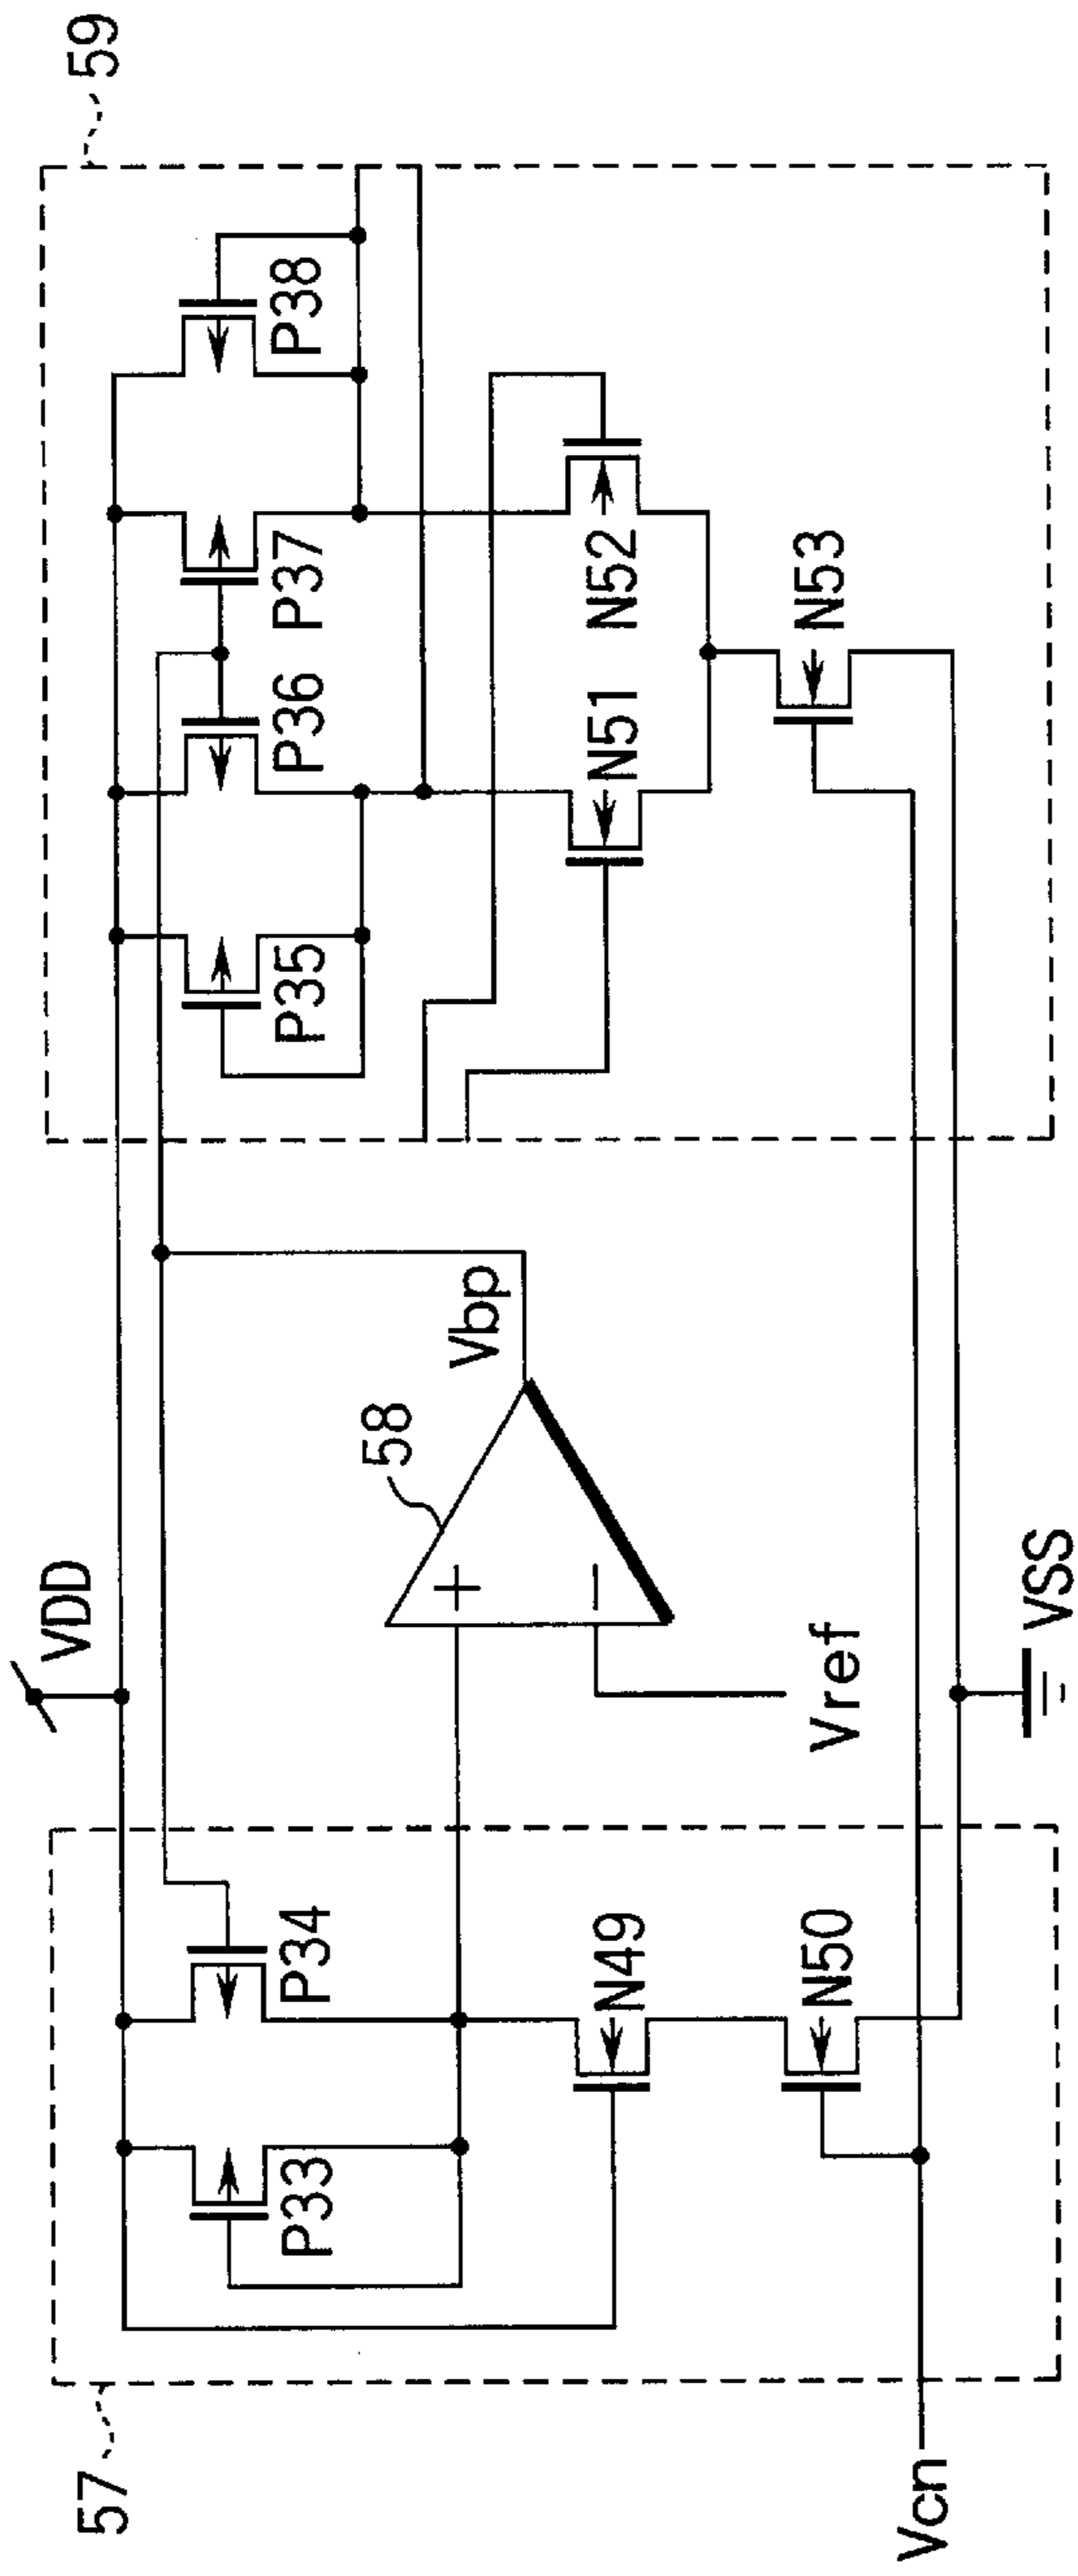 57
59
VDD
58
Vbp
P33
P34
P35
P36
P37
P38
N49
N50
N51
N52
N53
+
−
Vref
Vcn
VSS